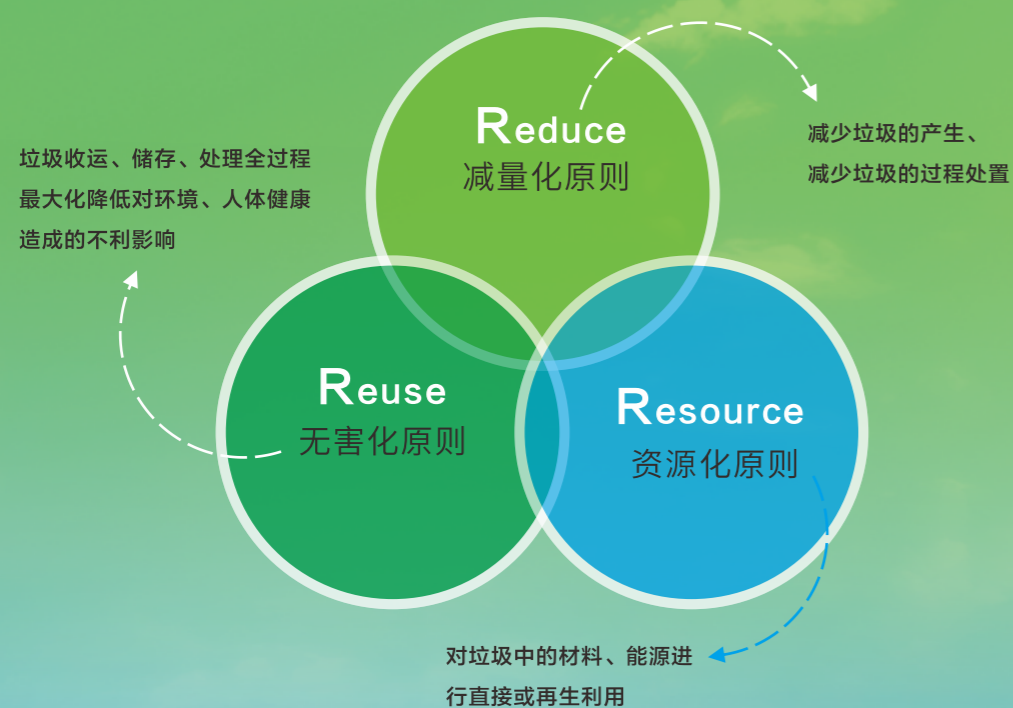 Reduce
减量化原则
减少垃圾的产生、
减少垃圾的过程处置
垃圾收运、储存、处理全过程
最大化降低对环境、人体健康
造成的不利影响
Reuse
无害化原则
Resource
资源化原则
对垃圾中的材料、能源进
行直接或再生利用